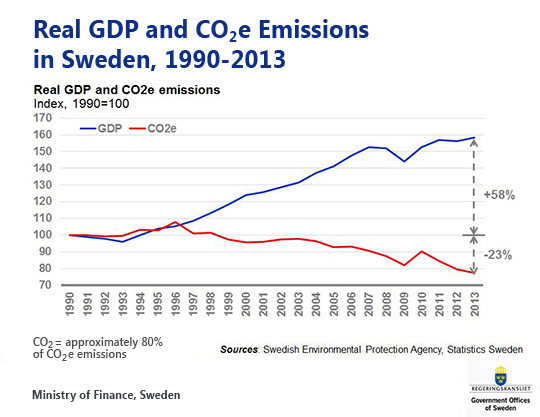 Real GDP and CO₂e Emissions
in Sweden, 1990-2013
Real GDP and CO2e emissions
Index, 1990=100
170
GDP CO2e
160
150
140
130
120
110
100
90
80
70
+58%
-23%
1990 1991 1992 1993 1994 1995 1996 1997 1998 1999 2000 2001 2002 2003 2004 2005 2006 2007 2008 2009 2010 2011 2012 2013
CO₂ = approximately 80%
of CO₂e emissions
Sources: Swedish Environmental Protection Agency, Statistics Sweden
Ministry of Finance, Sweden
REGERINGSKANSLIET
Government Offices
of Sweden